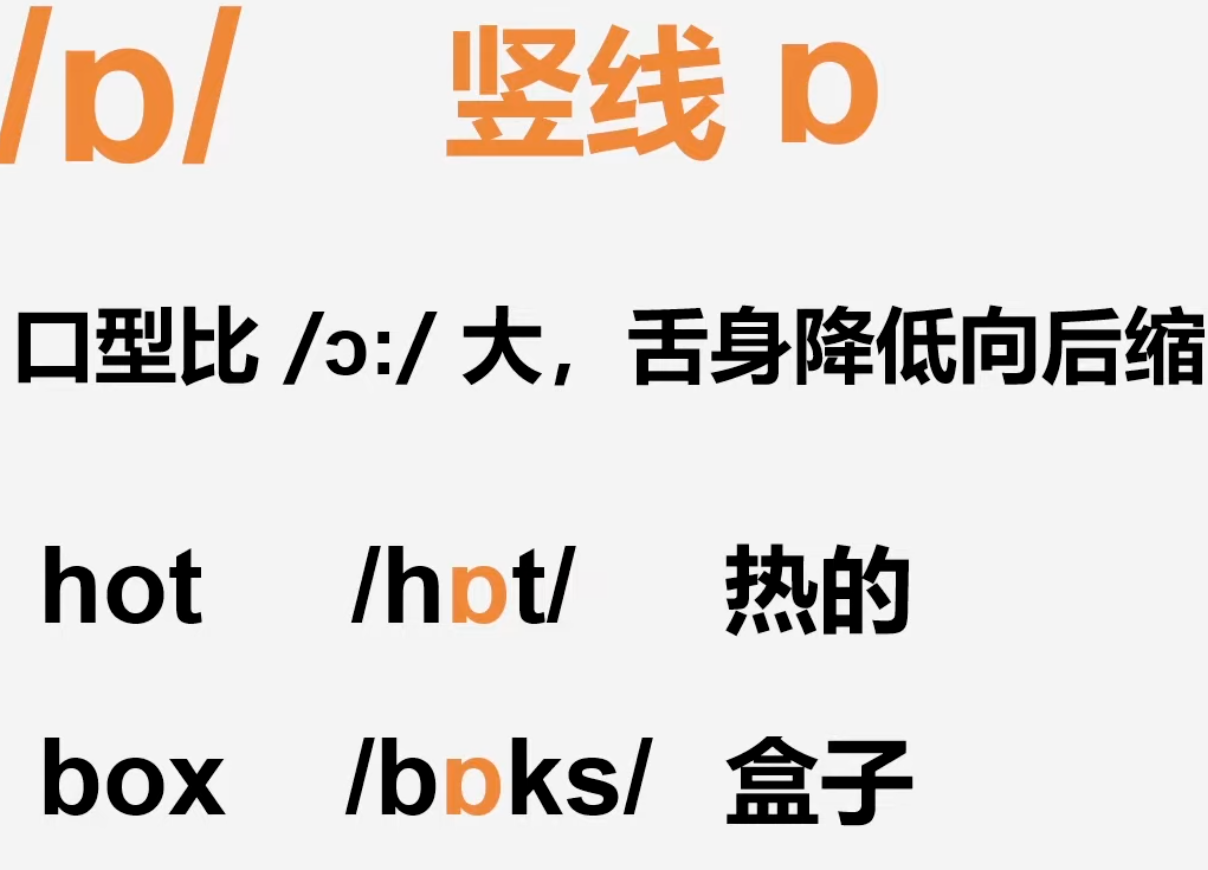 /ɒ/ 竖线 ɒ
口型比 /ɔ:/ 大，舌身降低向后缩
hot /hɒt/ 热的
box /bɒks/ 盒子